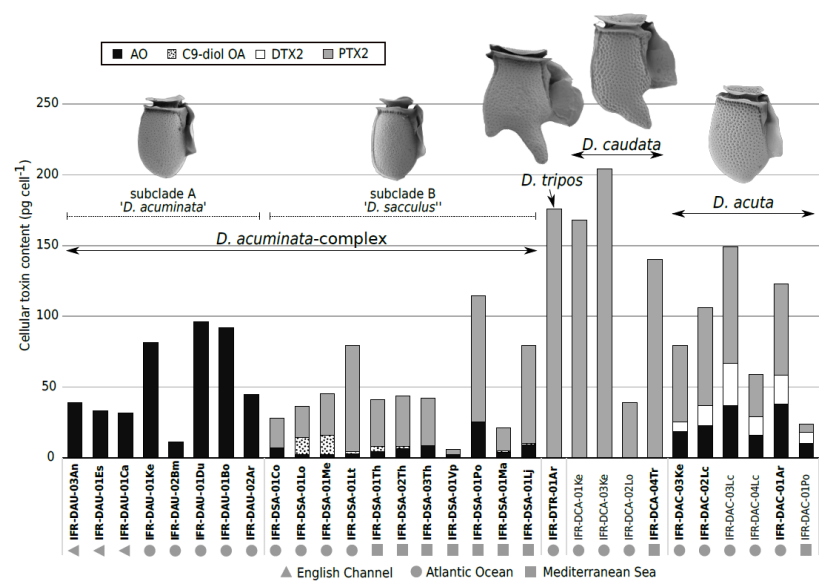 AO C9-diol OA DTX2 PTX2
250
200
150
100
50
0
Cellular toxin content (pg cell-1)
subclade A
'D. acuminata'
subclade B
'D. sacculus''
D. acuminata-complex
D. tripos
D. caudata
D. acuta
IFR-DAU-03An
IFR-DAU-01Es
IFR-DAU-01Ca
IFR-DAU-01Ke
IFR-DAU-02Bm
IFR-DAU-01Du
IFR-DAU-01Bo
IFR-DAU-02Ar
IFR-DSA-01Co
IFR-DSA-01Lo
IFR-DSA-01Me
IFR-DSA-01Lt
IFR-DSA-01Th
IFR-DSA-02Th
IFR-DSA-03Th
IFR-DSA-01Vp
IFR-DSA-01Po
IFR-DSA-01Ma
IFR-DSA-01Lj
IFR-DTR-01Ar
IFR-DCA-01Ke
IFR-DCA-03Ke
IFR-DCA-02Lo
IFR-DCA-04Tr
IFR-DAC-03Ke
IFR-DAC-02Lc
IFR-DAC-03Lc
IFR-DAC-04Lc
IFR-DAC-01Ar
IFR-DAC-01Po
English Channel Atlantic Ocean Mediterranean Sea